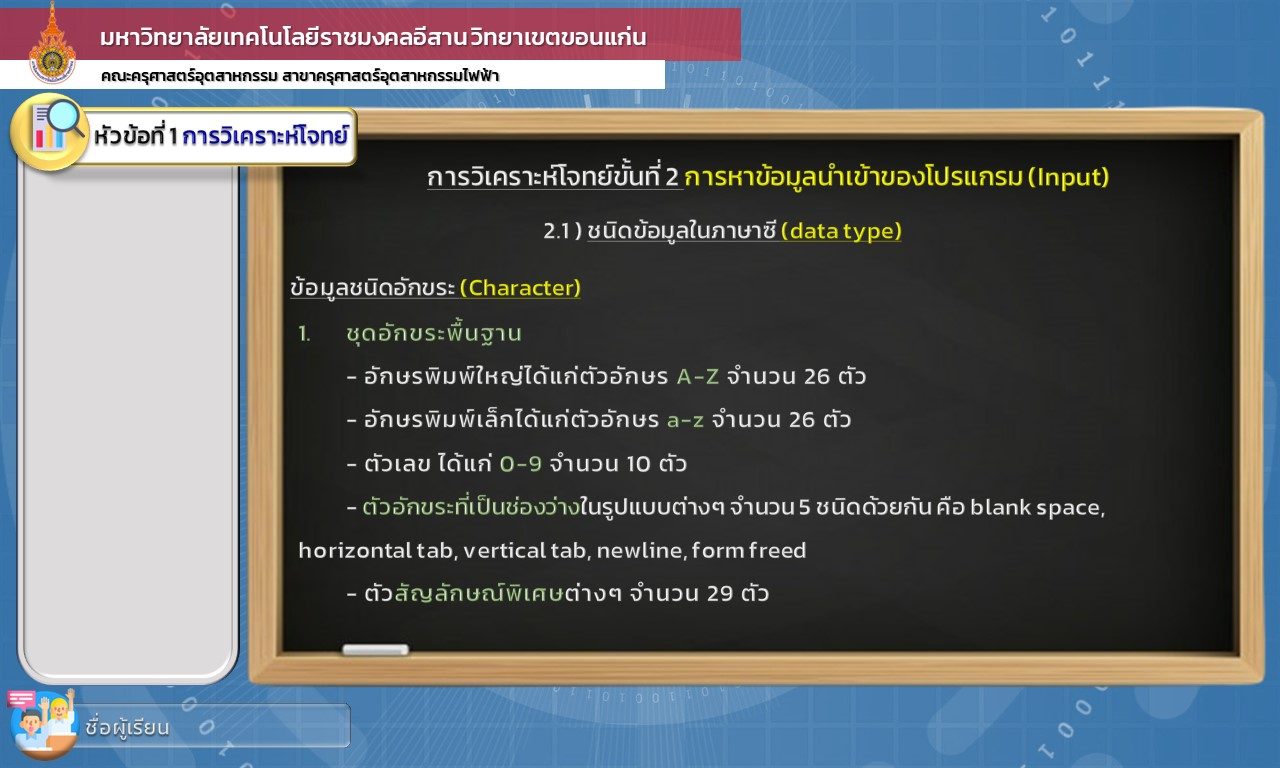 มหาวิทยาลัยเทคโนโลยีราชมงคลอีสาน วิทยาเขตขอนแก่น
คณะครุศาสตร์อุตสาหกรรม สาขาครุศาสตร์อุตสาหกรรมไฟฟ้า
หัวข้อที่ 1 การวิเคราะห์โจทย์
การวิเคราะห์โจทย์ขั้นที่ 2 การหาข้อมูลนำเข้าของโปรแกรม (Input)
2.1 ) ชนิดข้อมูลในภาษาซี (data type)
ข้อมูลชนิดอักขระ (Character)
1. ชุดอักขระพื้นฐาน
- อักษรพิมพ์ใหญ่ได้แก่ตัวอักษร A-Z จำนวน 26 ตัว
- อักษรพิมพ์เล็กได้แก่ตัวอักษร a-z จำนวน 26 ตัว
- ตัวเลข ได้แก่ 0-9 จำนวน 10 ตัว
- ตัวอักขระที่เป็นช่องว่างในรูปแบบต่างๆ จำนวน 5 ชนิดด้วยกัน คือ blank space,
horizontal tab, vertical tab, newline, form freed
- ตัวสัญลักษณ์พิเศษต่างๆ จำนวน 29 ตัว
ชื่อผู้เรียน